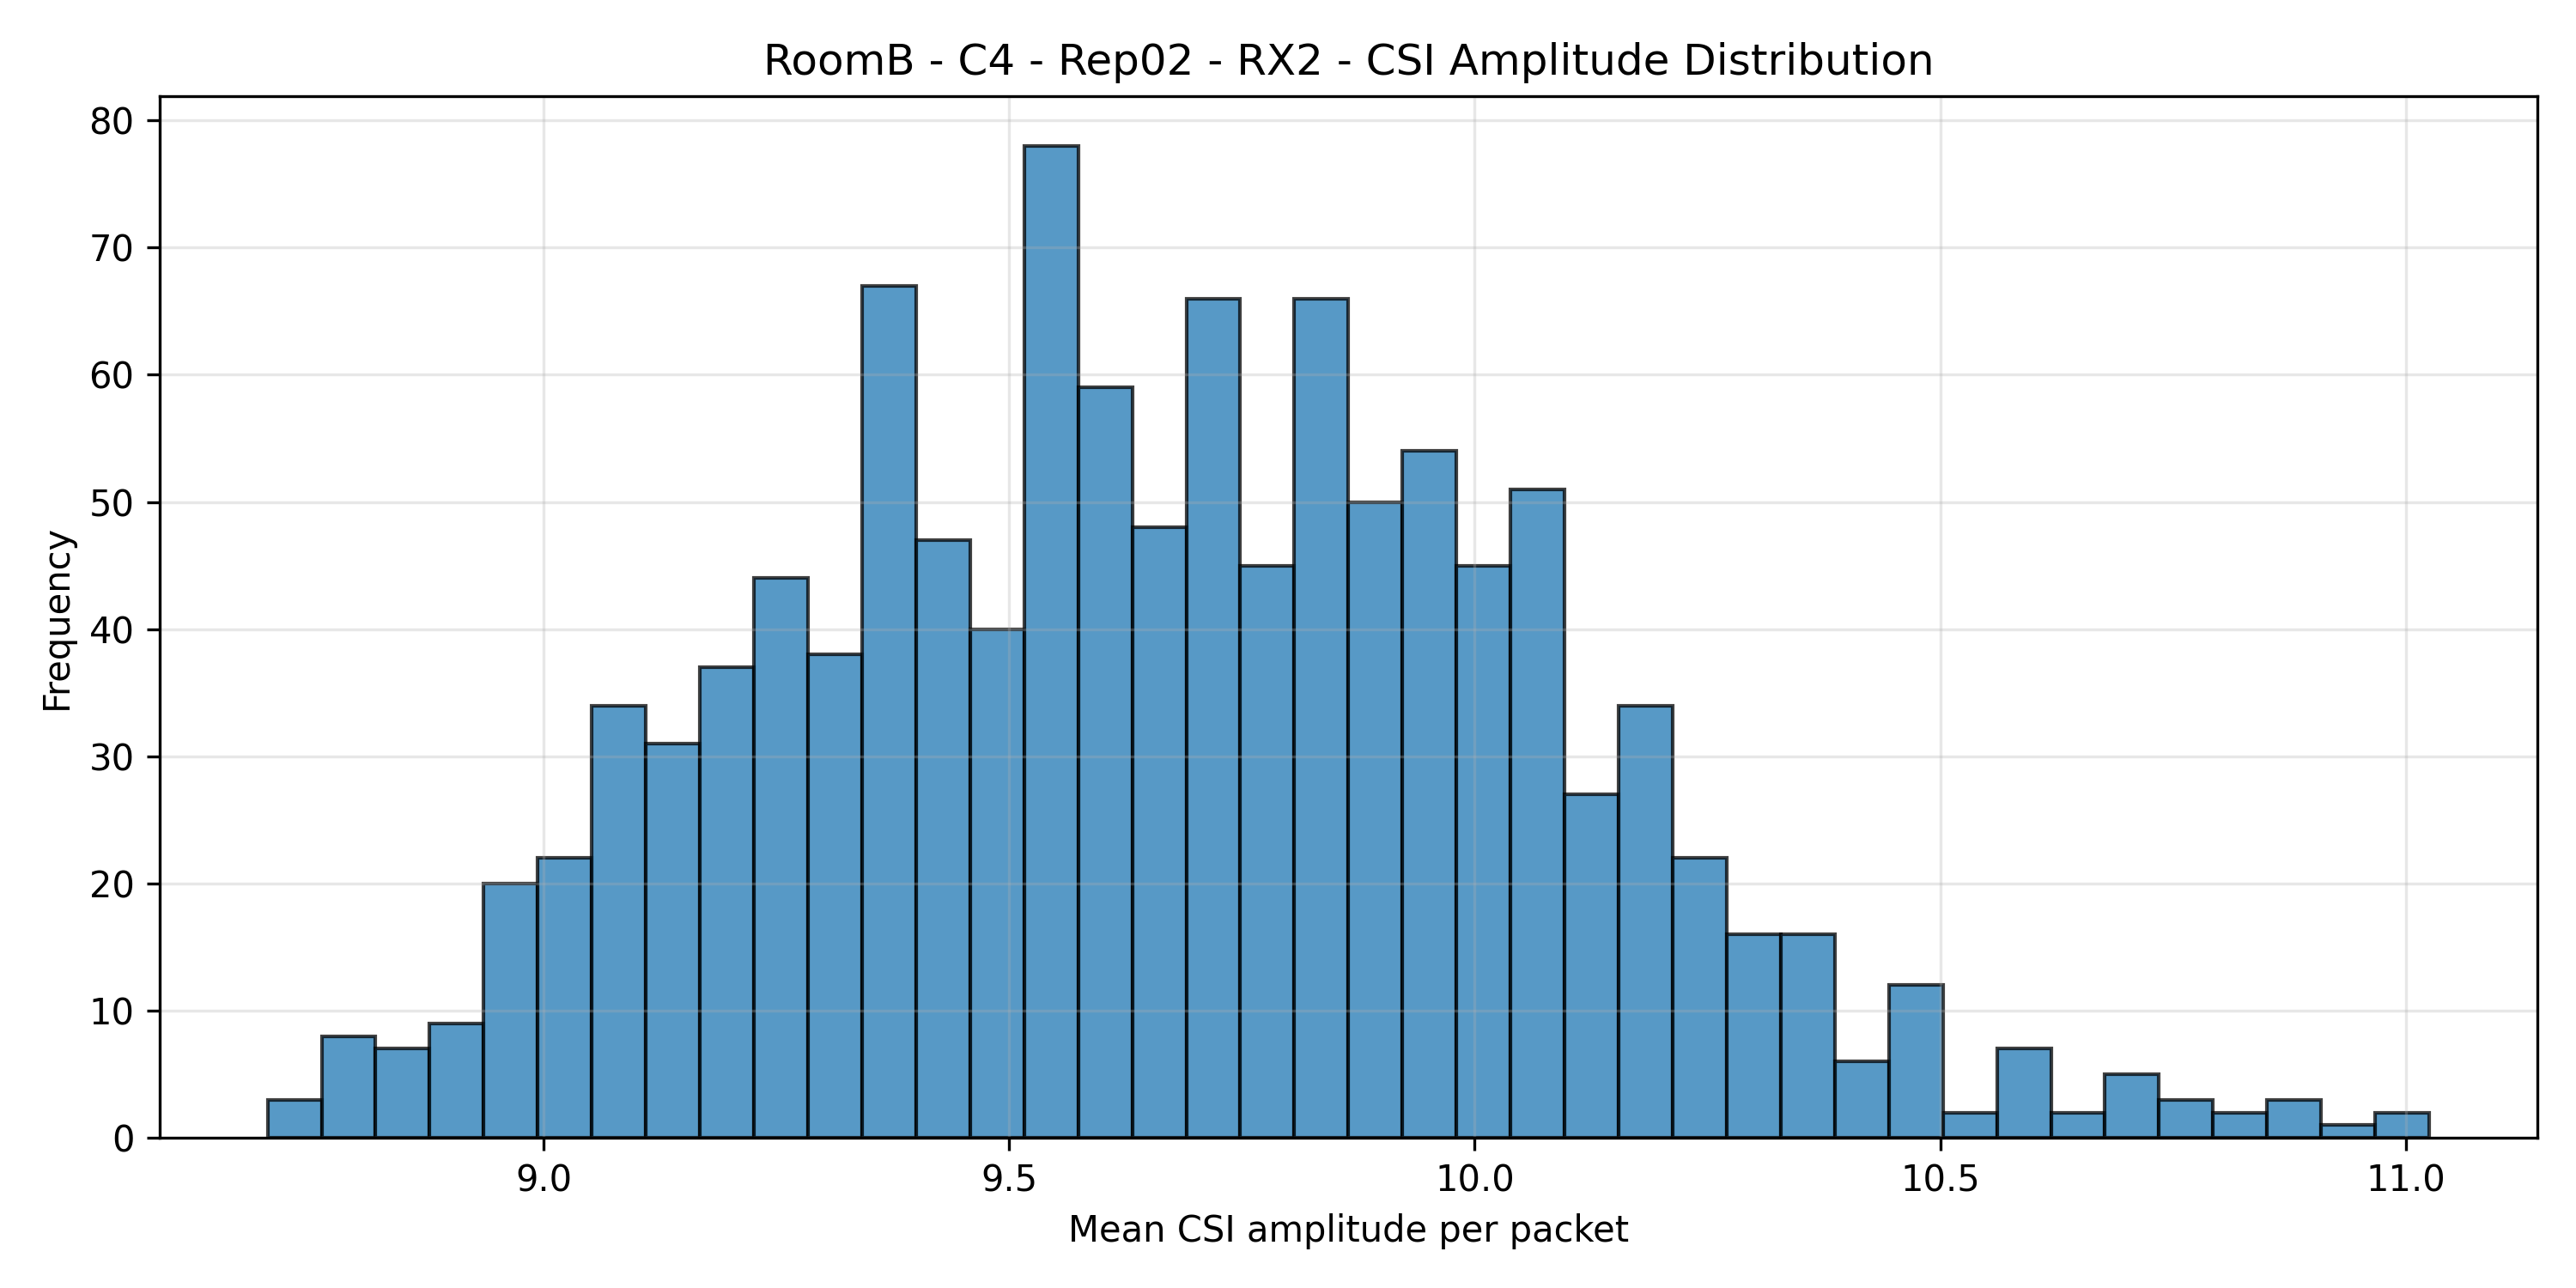 RoomB - C4 - Rep02 - RX2 - CSI Amplitude Distribution
80
70
60
50
40
30
20
10
0
Frequency
9.0 9.5 10.0 10.5 11.0
Mean CSI amplitude per packet